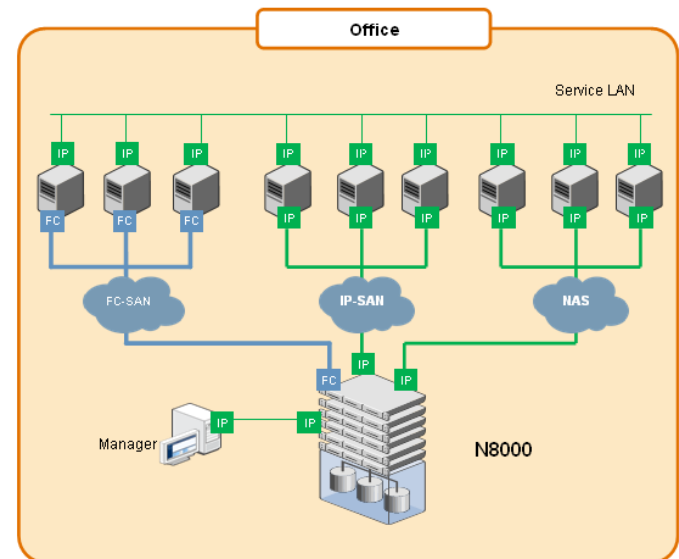 Office
Service LAN
IP IP IP IP IP IP IP IP IP
FC FC FC IP IP IP IP IP IP
FC-SAN IP-SAN NAS
IP
FC IP
IP IP
Manager
N8000